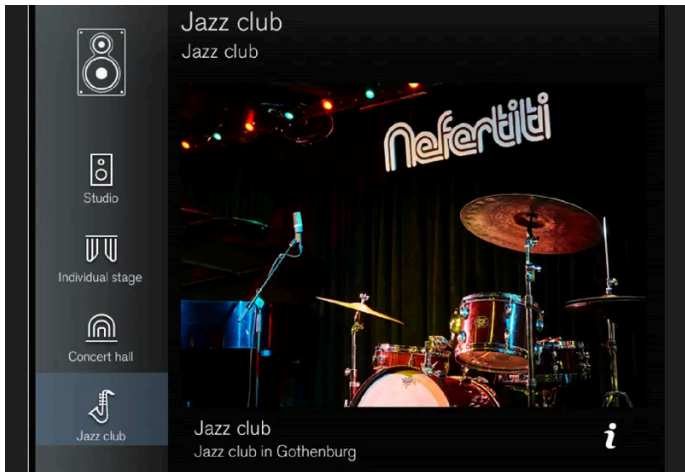 Jazz club
Jazz club
Nefertiti
Studio
Individual stage
Concert hall
Jazz club
Jazz club
Jazz club in Gothenburg
i